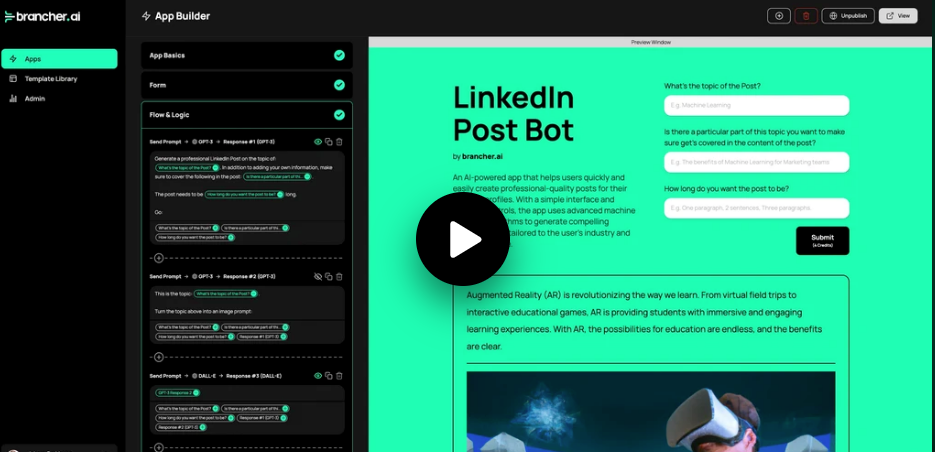 brancher.ai
App Builder
Unpublish
View
Apps
Template Library
Admin
App Basics
Form
Flow & Logic
Send Prompt → GPT-3 → Response #1 (GPT-3)
Generate a professional LinkedIn Post on the topic of:
What's the topic of the Post? . In addition to adding your own information, make
sure to cover the following in the post: Is there a particular part of thi... .
The post needs to be How long do you want the post to be? long.
Go:
What's the topic of the Post? Is there a particular part of thi...
How long do you want the post to be?
Send Prompt → GPT-3 → Response #2 (GPT-3)
This is the topic: What's the topic of the Post?
Turn the topic above into an image prompt:
What's the topic of the Post? Is there a particular part of thi...
How long do you want the post to be? Response #1 (GPT-3)
Send Prompt → DALL-E → Response #3 (DALL-E)
GPT-3 Response 2
What's the topic of the Post? Is there a particular part of thi...
How long do you want the post to be? Response #1 (GPT-3)
Response #2 (GPT-3)
Preview Window
LinkedIn
Post Bot
by brancher.ai
An AI-powered app that helps users quickly and
easily create professional-quality posts for their
profiles. With a simple interface and
the app uses advanced machine
to generate compelling
tailored to the user's industry and
What's the topic of the Post?
E.g. Machine Learning
Is there a particular part of this topic you want to make
sure get's covered in the content of the post?
E.g. The benefits of Machine Learning for Marketing teams
How long do you want the post to be?
E.g. One paragraph, 2 sentences, Three paragraphs
Submit
(4 Credits)
Augmented Reality (AR) is revolutionizing the way we learn. From virtual field trips to
interactive educational games, AR is providing students with immersive and engaging
learning experiences. With AR, the possibilities for education are endless, and the benefits
are clear.